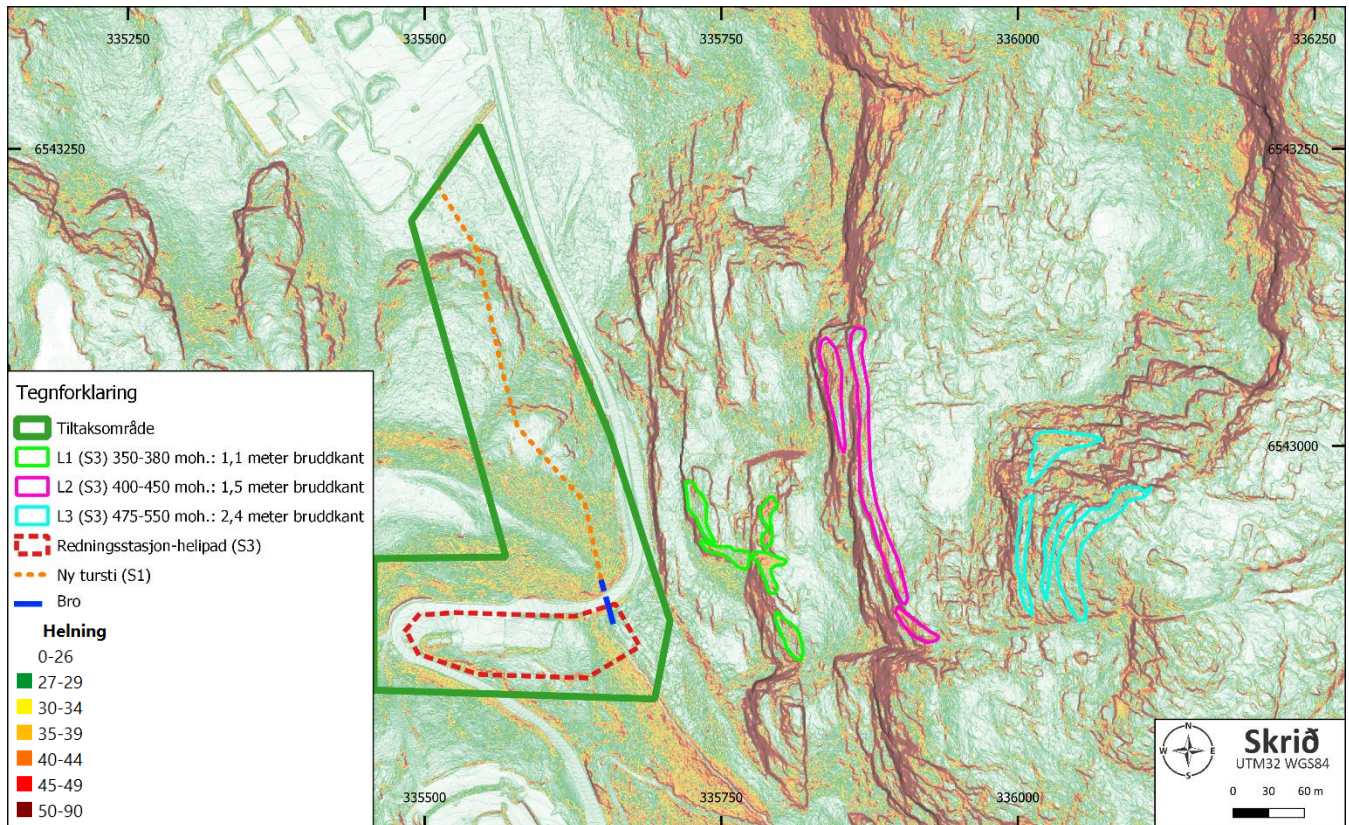 335250
335500
335750
336000
336250
6543250
6543250
6543000
Tegnforklaring
Tiltaksområde
L1 (S3) 350-380 moh.: 1,1 meter bruddkant
L2 (S3) 400-450 moh.: 1,5 meter bruddkant
L3 (S3) 475-550 moh.: 2,4 meter bruddkant
Redningsstasjon-helipad (S3)
Ny tursti (S1)
Bro
Helning
0-26
27-29
30-34
35-39
40-44
45-49
50-90
335500
335750
336000
N
W E
S
Skrið
UTM32 WGS84
0 30 60 m